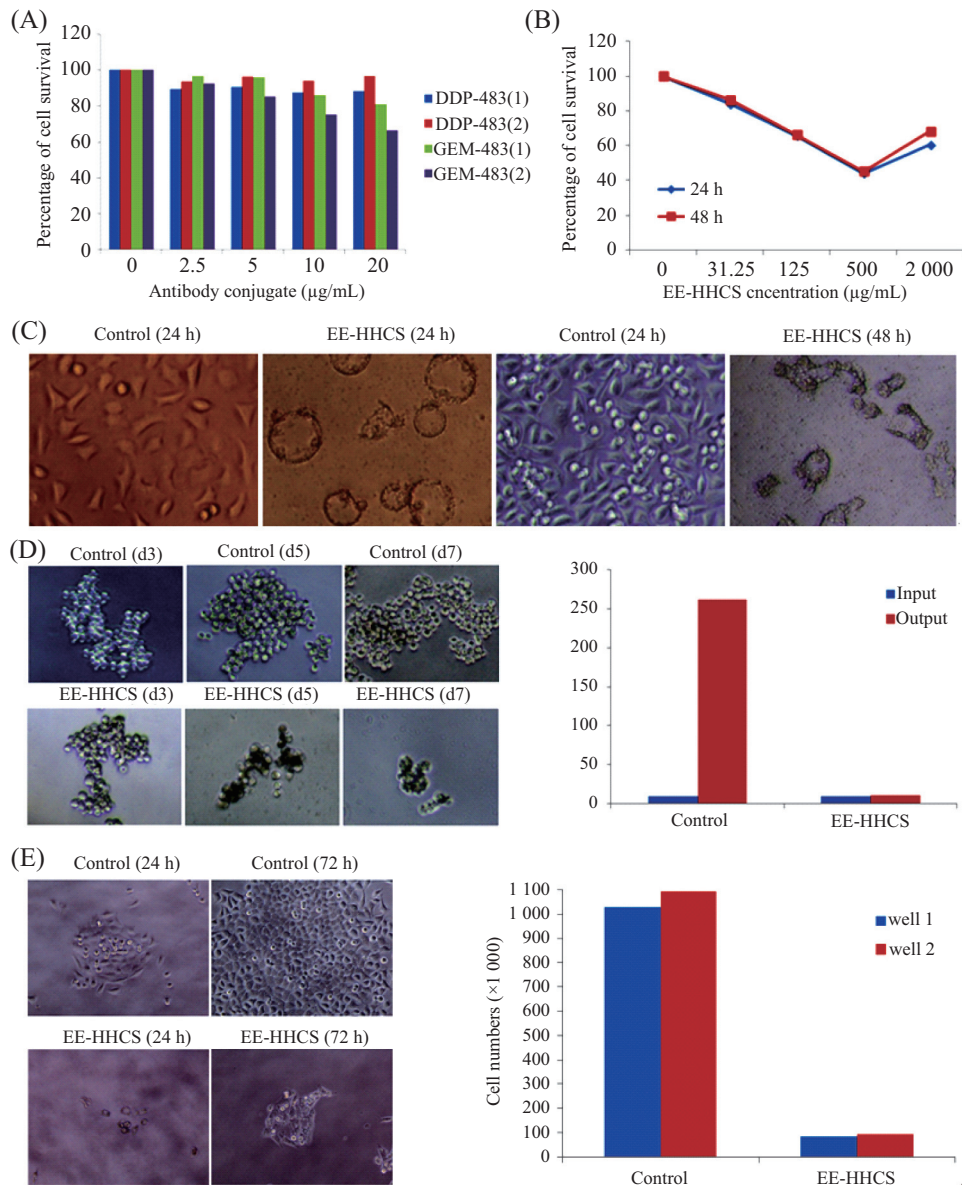 (A)
120
100
80
60
40
20
0
Percentage of cell survival
0 2.5 5 10 20
Antibody conjugate (µg/mL)
DDP-483(1)
DDP-483(2)
GEM-483(1)
GEM-483(2)
(B)
120
100
80
60
40
20
0
Percentage of cell survival
24 h
48 h
0 31.25 125 500 2 000
EE-HHCS cncentration (µg/mL)
(C)
Control (24 h) EE-HHCS (24 h) Control (24 h) EE-HHCS (48 h)
(D)
Control (d3) Control (d5) Control (d7)
EE-HHCS (d3) EE-HHCS (d5) EE-HHCS (d7)
300
250
200
150
100
50
0
Input
Output
Control EE-HHCS
(E)
Control (24 h) Control (72 h)
EE-HHCS (24 h) EE-HHCS (72 h)
1 100
1 000
900
800
700
600
500
400
300
200
100
0
Cell numbers (×1 000)
well 1
well 2
Control EE-HHCS